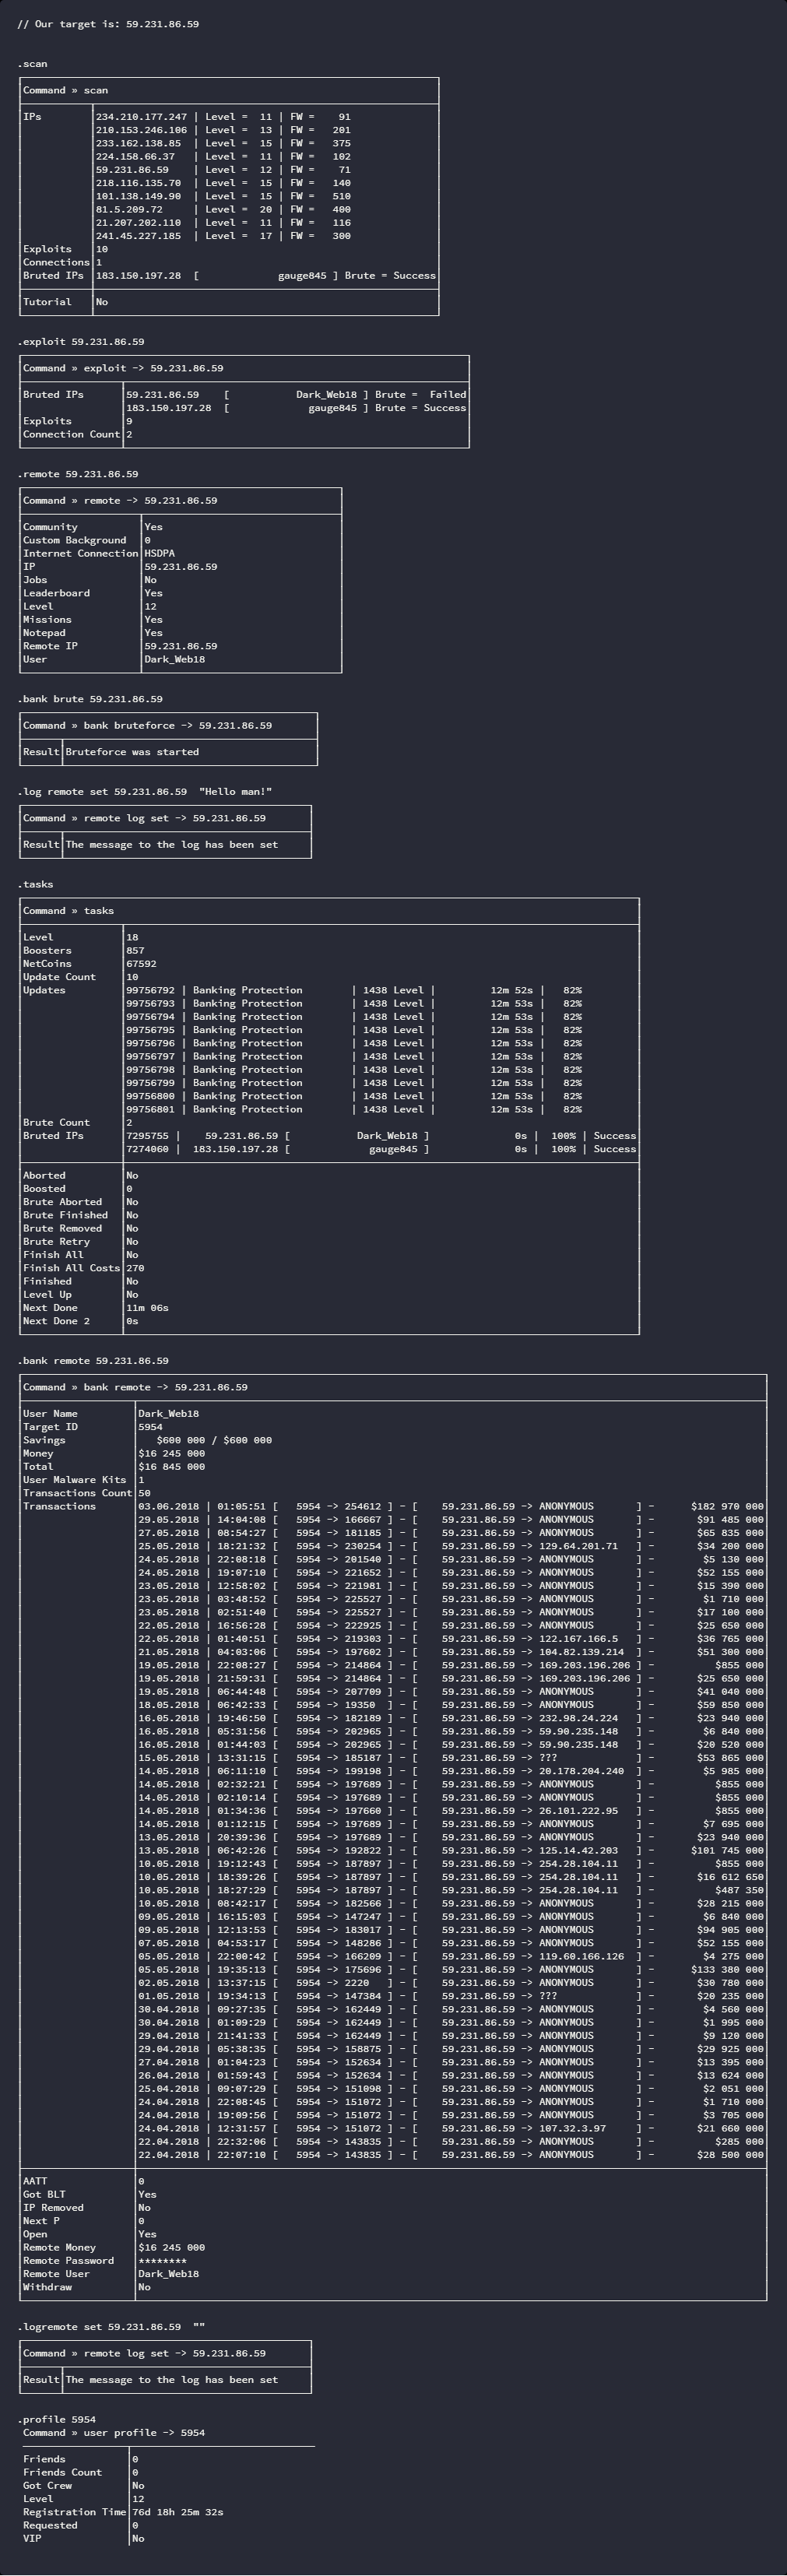 // Our target is: 59.231.86.59
.scan
Command » scan
IPs 234.210.177.247 | Level = 11 | FW = 91
210.153.246.106 | Level = 13 | FW = 201
233.162.138.85 | Level = 15 | FW = 375
224.158.66.37 | Level = 11 | FW = 102
59.231.86.59 | Level = 12 | FW = 71
218.116.135.70 | Level = 15 | FW = 140
101.138.149.90 | Level = 15 | FW = 510
81.5.209.72 | Level = 20 | FW = 400
21.207.202.110 | Level = 11 | FW = 116
241.45.227.185 | Level = 17 | FW = 300
Exploits 10
Connections 1
Bruted IPs 183.150.197.28 [ gauge845 ] Brute = Success
Tutorial No
.exploit 59.231.86.59
Command » exploit -> 59.231.86.59
Bruted IPs 59.231.86.59 [ Dark_Web18 ] Brute = Failed
183.150.197.28 [ gauge845 ] Brute = Success
Exploits 9
Connection Count 2
.remote 59.231.86.59
Command » remote -> 59.231.86.59
Community Yes
Custom Background 0
Internet Connection HSDPA
IP 59.231.86.59
Jobs No
Leaderboard Yes
Level 12
Missions Yes
Notepad Yes
Remote IP 59.231.86.59
User Dark_Web18
.bank brute 59.231.86.59
Command » bank bruteforce -> 59.231.86.59
Result Bruteforce was started
.log remote set 59.231.86.59 "Hello man!"
Command » remote log set -> 59.231.86.59
Result The message to the log has been set
.tasks
Command » tasks
Level 18
Boosters 857
NetCoins 67592
Update Count 10
Updates 99756792 | Banking Protection | 1438 Level | 12m 52s | 82%
99756793 | Banking Protection | 1438 Level | 12m 53s | 82%
99756794 | Banking Protection | 1438 Level | 12m 53s | 82%
99756795 | Banking Protection | 1438 Level | 12m 53s | 82%
99756796 | Banking Protection | 1438 Level | 12m 53s | 82%
99756797 | Banking Protection | 1438 Level | 12m 53s | 82%
99756798 | Banking Protection | 1438 Level | 12m 53s | 82%
99756799 | Banking Protection | 1438 Level | 12m 53s | 82%
99756800 | Banking Protection | 1438 Level | 12m 53s | 82%
99756801 | Banking Protection | 1438 Level | 12m 53s | 82%
Brute Count 2
Bruted IPs 7295755 | 59.231.86.59 [ Dark_Web18 ] 0s | 100% | Success
7274060 | 183.150.197.28 [ gauge845 ] 0s | 100% | Success
Aborted No
Boosted 0
Brute Aborted No
Brute Finished No
Brute Removed No
Brute Retry No
Finish All No
Finish All Costs 270
Finished No
Level Up No
Next Done 11m 06s
Next Done 2 0s
.bank remote 59.231.86.59
Command » bank remote -> 59.231.86.59
User Name Dark_Web18
Target ID 5954
Savings $600 000 / $600 000
Money $16 245 000
Total $16 845 000
User Malware Kits 1
Transactions Count 50
Transactions 03.06.2018 | 01:05:51 [ 5954 -> 254612 ] - [ 59.231.86.59 -> ANONYMOUS ] - $182 970 000
29.05.2018 | 14:04:08 [ 5954 -> 166667 ] - [ 59.231.86.59 -> ANONYMOUS ] - $91 485 000
27.05.2018 | 08:54:27 [ 5954 -> 181185 ] - [ 59.231.86.59 -> ANONYMOUS ] - $65 835 000
25.05.2018 | 18:21:32 [ 5954 -> 230254 ] - [ 59.231.86.59 -> 129.64.201.71 ] - $34 200 000
24.05.2018 | 22:08:18 [ 5954 -> 201540 ] - [ 59.231.86.59 -> ANONYMOUS ] - $5 130 000
24.05.2018 | 19:07:10 [ 5954 -> 221652 ] - [ 59.231.86.59 -> ANONYMOUS ] - $52 155 000
23.05.2018 | 12:58:02 [ 5954 -> 221981 ] - [ 59.231.86.59 -> ANONYMOUS ] - $15 390 000
23.05.2018 | 03:48:52 [ 5954 -> 225527 ] - [ 59.231.86.59 -> ANONYMOUS ] - $1 710 000
23.05.2018 | 02:51:40 [ 5954 -> 225527 ] - [ 59.231.86.59 -> ANONYMOUS ] - $17 100 000
22.05.2018 | 16:56:28 [ 5954 -> 222925 ] - [ 59.231.86.59 -> ANONYMOUS ] - $25 650 000
22.05.2018 | 01:40:51 [ 5954 -> 219303 ] - [ 59.231.86.59 -> 122.167.166.5 ] - $36 765 000
21.05.2018 | 04:03:06 [ 5954 -> 197602 ] - [ 59.231.86.59 -> 104.82.139.214 ] - $51 300 000
19.05.2018 | 22:08:27 [ 5954 -> 214864 ] - [ 59.231.86.59 -> 169.203.196.206 ] - $855 000
19.05.2018 | 21:59:31 [ 5954 -> 214864 ] - [ 59.231.86.59 -> 169.203.196.206 ] - $25 650 000
19.05.2018 | 06:44:48 [ 5954 -> 207709 ] - [ 59.231.86.59 -> ANONYMOUS ] - $41 040 000
18.05.2018 | 06:42:33 [ 5954 -> 19350 ] - [ 59.231.86.59 -> ANONYMOUS ] - $59 850 000
16.05.2018 | 19:46:50 [ 5954 -> 182189 ] - [ 59.231.86.59 -> 232.98.24.224 ] - $23 940 000
16.05.2018 | 05:31:56 [ 5954 -> 202965 ] - [ 59.231.86.59 -> 59.90.235.148 ] - $6 840 000
16.05.2018 | 01:44:03 [ 5954 -> 202965 ] - [ 59.231.86.59 -> 59.90.235.148 ] - $20 520 000
15.05.2018 | 13:31:15 [ 5954 -> 185187 ] - [ 59.231.86.59 -> ??? ] - $53 865 000
14.05.2018 | 06:11:10 [ 5954 -> 199198 ] - [ 59.231.86.59 -> 20.178.204.240 ] - $5 985 000
14.05.2018 | 02:32:21 [ 5954 -> 197689 ] - [ 59.231.86.59 -> ANONYMOUS ] - $855 000
14.05.2018 | 02:10:14 [ 5954 -> 197689 ] - [ 59.231.86.59 -> ANONYMOUS ] - $855 000
14.05.2018 | 01:34:36 [ 5954 -> 197660 ] - [ 59.231.86.59 -> 26.101.222.95 ] - $855 000
14.05.2018 | 01:12:15 [ 5954 -> 197689 ] - [ 59.231.86.59 -> ANONYMOUS ] - $7 695 000
13.05.2018 | 20:39:36 [ 5954 -> 197689 ] - [ 59.231.86.59 -> ANONYMOUS ] - $23 940 000
13.05.2018 | 06:42:26 [ 5954 -> 192822 ] - [ 59.231.86.59 -> 125.14.42.203 ] - $101 745 000
10.05.2018 | 19:12:43 [ 5954 -> 187897 ] - [ 59.231.86.59 -> 254.28.104.11 ] - $855 000
10.05.2018 | 18:39:26 [ 5954 -> 187897 ] - [ 59.231.86.59 -> 254.28.104.11 ] - $16 612 650
10.05.2018 | 18:27:29 [ 5954 -> 187897 ] - [ 59.231.86.59 -> 254.28.104.11 ] - $487 350
10.05.2018 | 08:42:17 [ 5954 -> 182566 ] - [ 59.231.86.59 -> ANONYMOUS ] - $28 215 000
09.05.2018 | 16:15:03 [ 5954 -> 147247 ] - [ 59.231.86.59 -> ANONYMOUS ] - $6 840 000
09.05.2018 | 12:13:53 [ 5954 -> 183017 ] - [ 59.231.86.59 -> ANONYMOUS ] - $94 905 000
07.05.2018 | 04:53:17 [ 5954 -> 148286 ] - [ 59.231.86.59 -> ANONYMOUS ] - $52 155 000
05.05.2018 | 22:00:42 [ 5954 -> 166209 ] - [ 59.231.86.59 -> 119.60.166.126 ] - $4 275 000
05.05.2018 | 19:35:13 [ 5954 -> 175696 ] - [ 59.231.86.59 -> ANONYMOUS ] - $133 380 000
02.05.2018 | 13:37:15 [ 5954 -> 2220 ] - [ 59.231.86.59 -> ANONYMOUS ] - $30 780 000
01.05.2018 | 19:34:13 [ 5954 -> 147384 ] - [ 59.231.86.59 -> ??? ] - $20 235 000
30.04.2018 | 09:27:35 [ 5954 -> 162449 ] - [ 59.231.86.59 -> ANONYMOUS ] - $4 560 000
30.04.2018 | 01:09:29 [ 5954 -> 162449 ] - [ 59.231.86.59 -> ANONYMOUS ] - $1 995 000
29.04.2018 | 21:41:33 [ 5954 -> 162449 ] - [ 59.231.86.59 -> ANONYMOUS ] - $9 120 000
29.04.2018 | 05:38:35 [ 5954 -> 158875 ] - [ 59.231.86.59 -> ANONYMOUS ] - $29 925 000
27.04.2018 | 01:04:23 [ 5954 -> 152634 ] - [ 59.231.86.59 -> ANONYMOUS ] - $13 395 000
26.04.2018 | 01:59:43 [ 5954 -> 152634 ] - [ 59.231.86.59 -> ANONYMOUS ] - $13 624 000
25.04.2018 | 09:07:29 [ 5954 -> 151098 ] - [ 59.231.86.59 -> ANONYMOUS ] - $2 051 000
24.04.2018 | 22:08:45 [ 5954 -> 151072 ] - [ 59.231.86.59 -> ANONYMOUS ] - $1 710 000
24.04.2018 | 19:09:56 [ 5954 -> 151072 ] - [ 59.231.86.59 -> ANONYMOUS ] - $3 705 000
24.04.2018 | 12:31:57 [ 5954 -> 151072 ] - [ 59.231.86.59 -> 107.32.3.97 ] - $21 660 000
22.04.2018 | 22:32:06 [ 5954 -> 143835 ] - [ 59.231.86.59 -> ANONYMOUS ] - $285 000
22.04.2018 | 22:07:10 [ 5954 -> 143835 ] - [ 59.231.86.59 -> ANONYMOUS ] - $28 500 000
AATT 0
Got BLT Yes
IP Removed No
Next P 0
Open Yes
Remote Money $16 245 000
Remote Password ********
Remote User Dark_Web18
Withdraw No
.logremote set 59.231.86.59 ""
Command » remote log set -> 59.231.86.59
Result The message to the log has been set
.profile 5954
Command » user profile -> 5954
Friends 0
Friends Count 0
Got Crew No
Level 12
Registration Time 76d 18h 25m 32s
Requested 0
VIP No